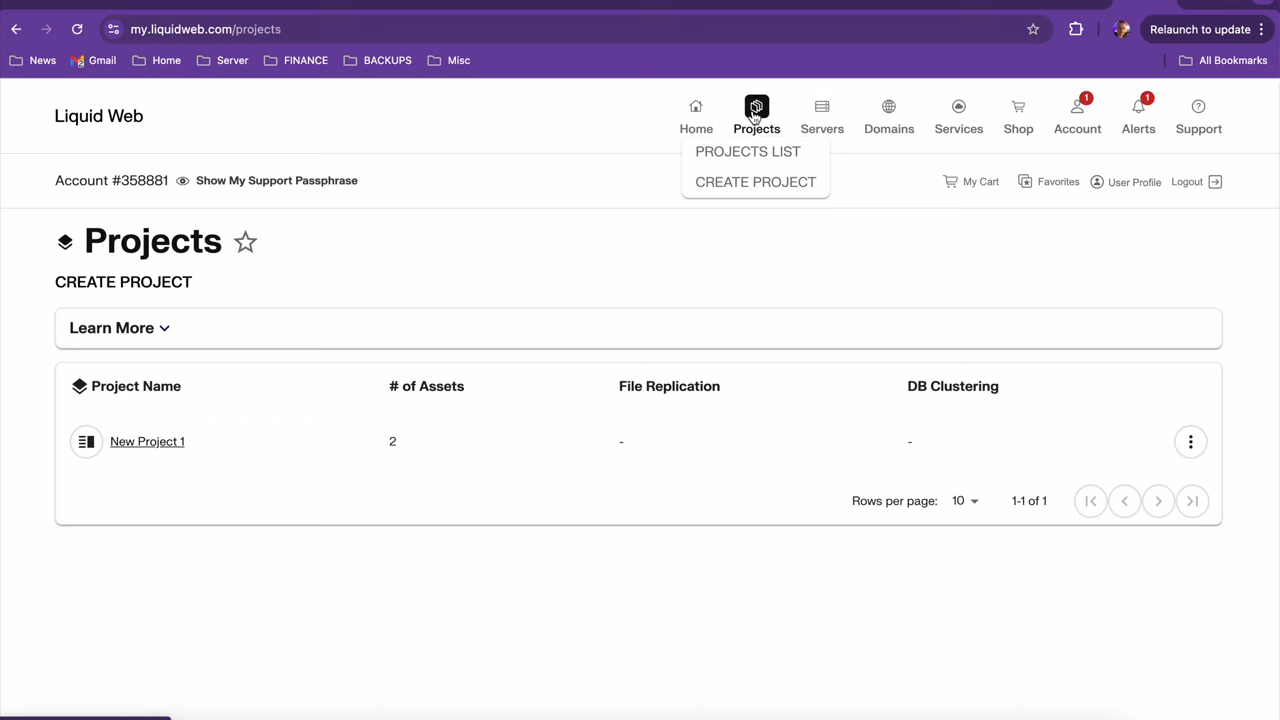 my.liquidweb.com/projects
Relaunch to update
News Gmail Home Server FINANCE BACKUPS Misc All Bookmarks
Liquid Web
Home Projects Servers Domains Services Shop Account Alerts Support
1 1
PROJECTS LIST
CREATE PROJECT
Account #358881 Show My Support Passphrase
My Cart Favorites User Profile Logout
Projects
CREATE PROJECT
Learn More
Project Name # of Assets File Replication DB Clustering
New Project 1 2 - -
Rows per page: 10 1-1 of 1